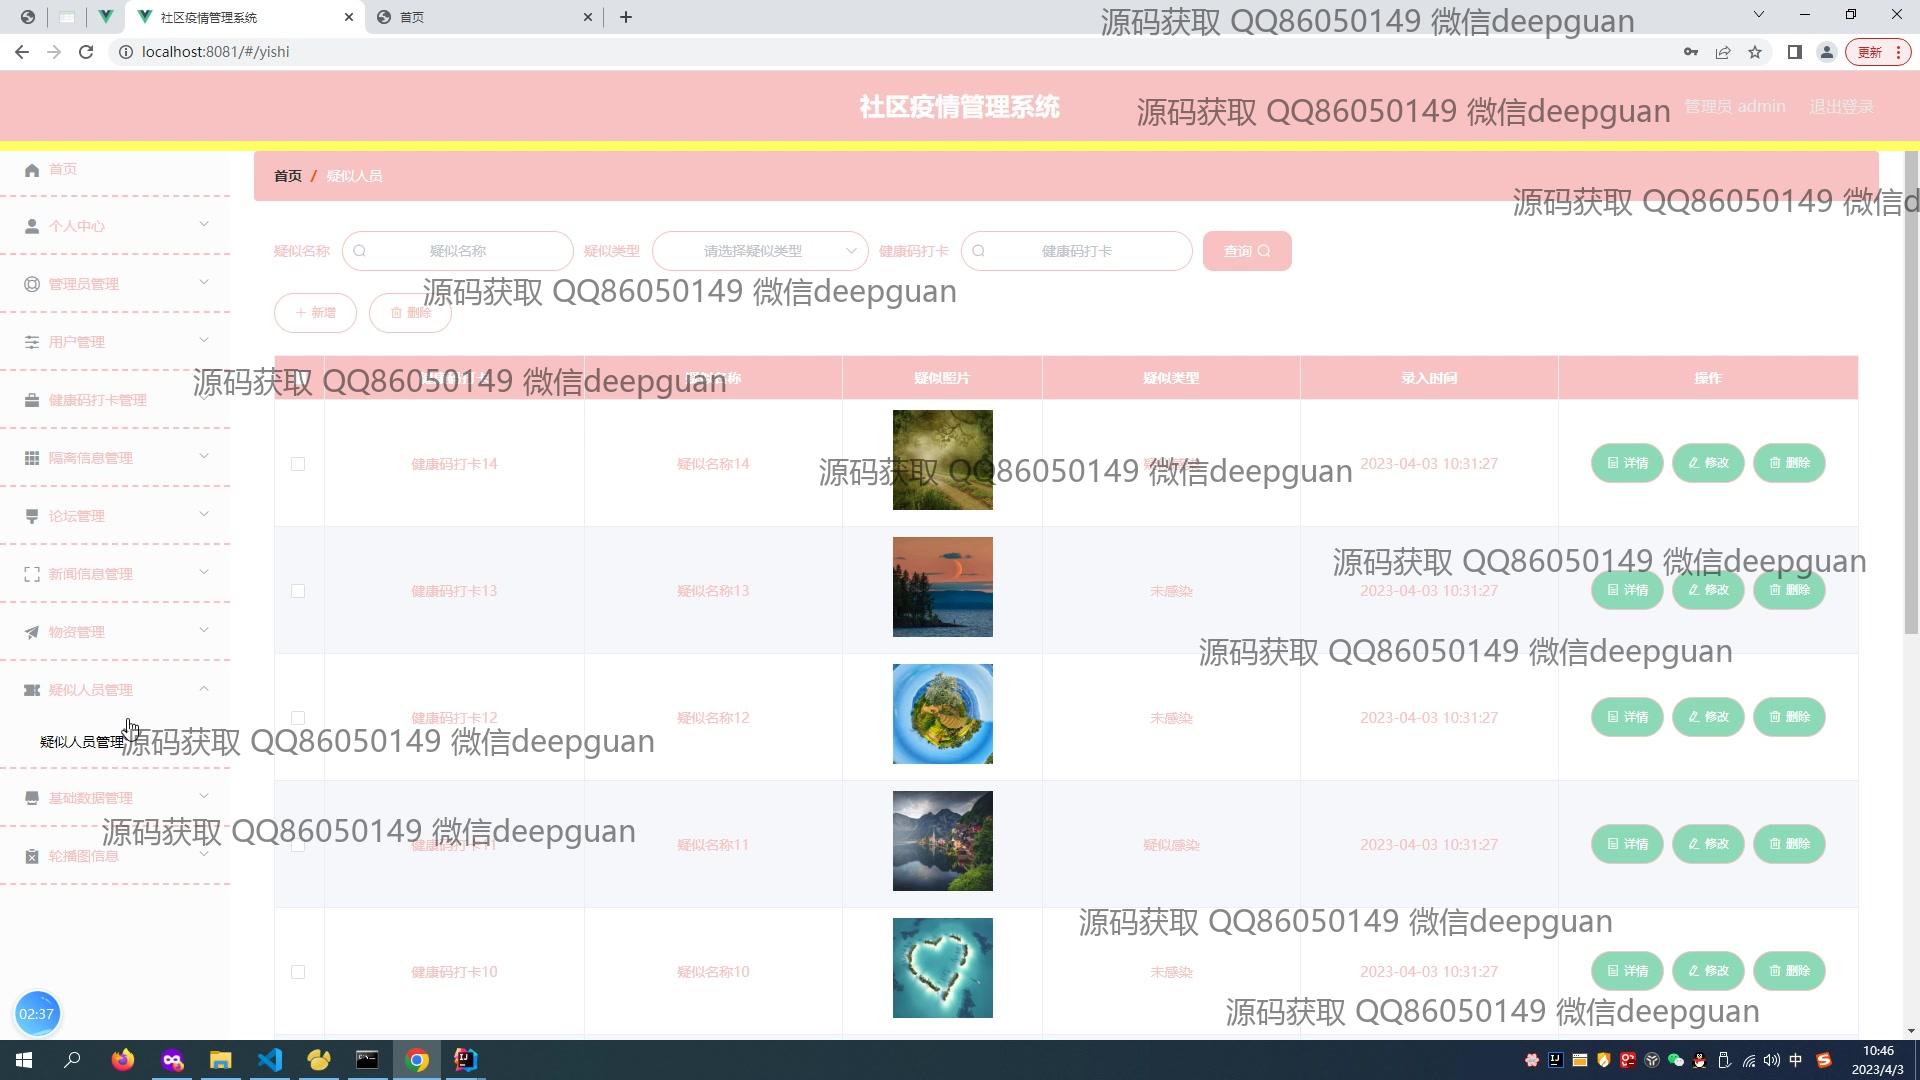 社区疫情管理系统
首页
源码获取 QQ86050149 微信deepguan
localhost:8081/#/yishi
更新
社区疫情管理系统
源码获取 QQ86050149 微信deepguan
管理员 admin
退出登录
首页
首页 / 疑似人员
源码获取 QQ86050149 微信d
个人中心
疑似名称
疑似名称
疑似类型
请选择疑似类型
健康码打卡
健康码打卡
查询
管理员管理
源码获取 QQ86050149 微信deepguan
新增
删除
用户管理
源码获取 QQ86050149 微信deepguan
疑似照片
疑似类型
录入时间
操作
健康码打卡管理
隔离信息管理
健康码打卡14
疑似名称14
2023-04-03 10:31:27
详情
修改
删除
源码获取 QQ86050149 微信deepguan
论坛管理
源码获取 QQ86050149 微信deepguan
新闻信息管理
健康码打卡13
疑似名称13
未感染
2023-04-03 10:31:27
详情
修改
删除
物资管理
源码获取 QQ86050149 微信deepguan
疑似人员管理
健康码打卡12
疑似名称12
未感染
2023-04-03 10:31:27
详情
修改
删除
疑似人员管理
源码获取 QQ86050149 微信deepguan
基础数据管理
源码获取 QQ86050149 微信deepguan
健康码打卡11
疑似名称11
疑似感染
2023-04-03 10:31:27
详情
修改
删除
轮播图信息
源码获取 QQ86050149 微信deepguan
健康码打卡10
疑似名称10
未感染
2023-04-03 10:31:27
详情
修改
删除
源码获取 QQ86050149 微信deepguan
02:37
中
10:46
2023/4/3